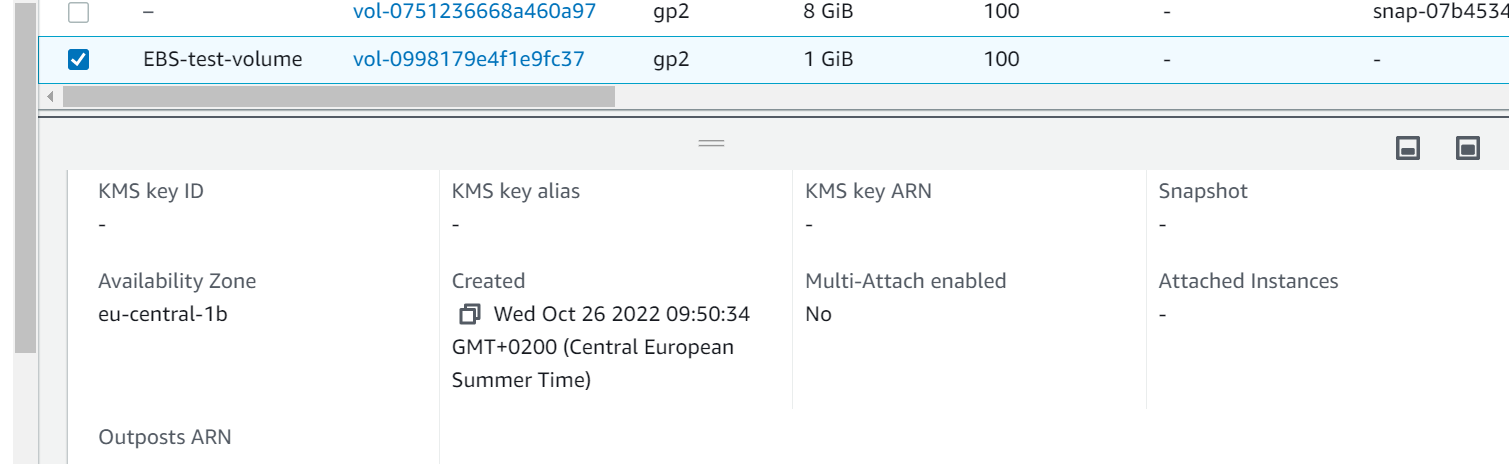 – vol-0751236668a460a97 gp2 8 GiB 100 - snap-07b4534
EBS-test-volume vol-0998179e4f1e9fc37 gp2 1 GiB 100 - -
KMS key ID KMS key alias KMS key ARN Snapshot
- - - -
Availability Zone Created Multi-Attach enabled Attached Instances
eu-central-1b Wed Oct 26 2022 09:50:34 No -
GMT+0200 (Central European
Summer Time)
Outposts ARN